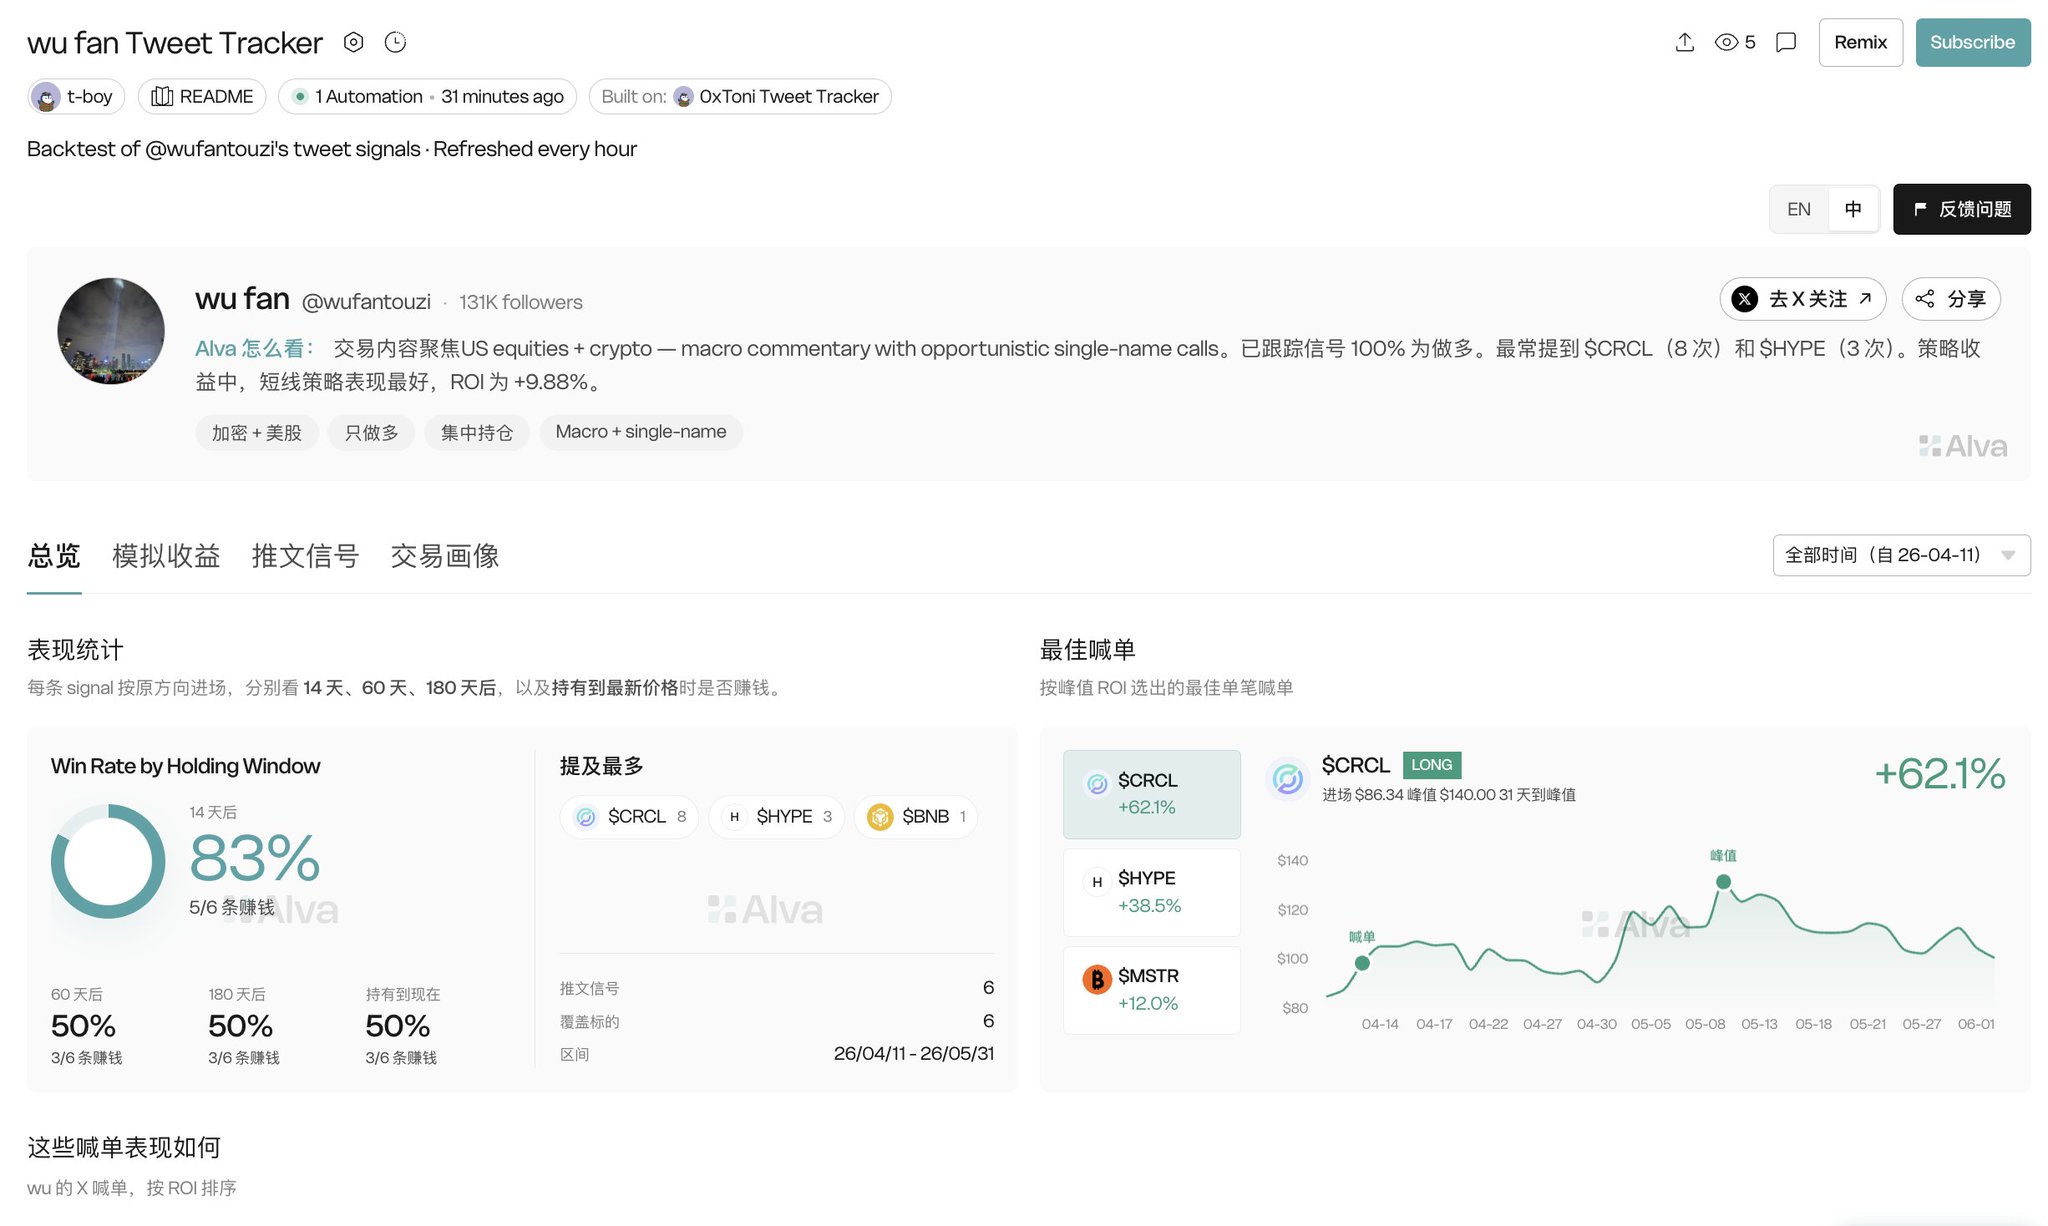 wu fan Tweet Tracker
5
Remix
Subscribe
t-boy
README
1 Automation • 31 minutes ago
Built on: 0xToni Tweet Tracker
Backtest of @wufantouzi's tweet signals · Refreshed every hour
EN
中
反馈问题
wu fan @wufantouzi · 131K followers
去 X 关注
分享
Alva 怎么看： 交易内容聚焦US equities + crypto — macro commentary with opportunistic single-name calls。已跟踪信号 100% 为做多。最常提到 $CRCL（8 次）和 $HYPE（3 次）。策略收
益中，短线策略表现最好，ROI 为 +9.88%。
加密 + 美股
只做多
集中持仓
Macro + single-name
Alva
总览
模拟收益
推文信号
交易画像
全部时间（自 26-04-11）
表现统计
每条 signal 按原方向进场，分别看 14 天、60 天、180 天后，以及持有到最新价格时是否赚钱。
Win Rate by Holding Window
14 天后
83%
5/6 条赚钱
Alva
60 天后
50%
3/6 条赚钱
180 天后
50%
3/6 条赚钱
持有到现在
50%
3/6 条赚钱
提及最多
$CRCL 8
$HYPE 3
$BNB 1
Alva
推文信号 6
覆盖标的 6
区间 26/04/11 - 26/05/31
最佳喊单
按峰值 ROI 选出的最佳单笔喊单
$CRCL
+62.1%
H
$HYPE
+38.5%
$MSTR
+12.0%
$CRCL LONG
进场 $86.34 峰值 $140.00 31 天到峰值
+62.1%
$140
$120
$100
$80
喊单
峰值
Alva
04-14 04-17 04-22 04-27 04-30 05-05 05-08 05-13 05-18 05-21 05-27 06-01
这些喊单表现如何
wu 的 X 喊单，按 ROI 排序